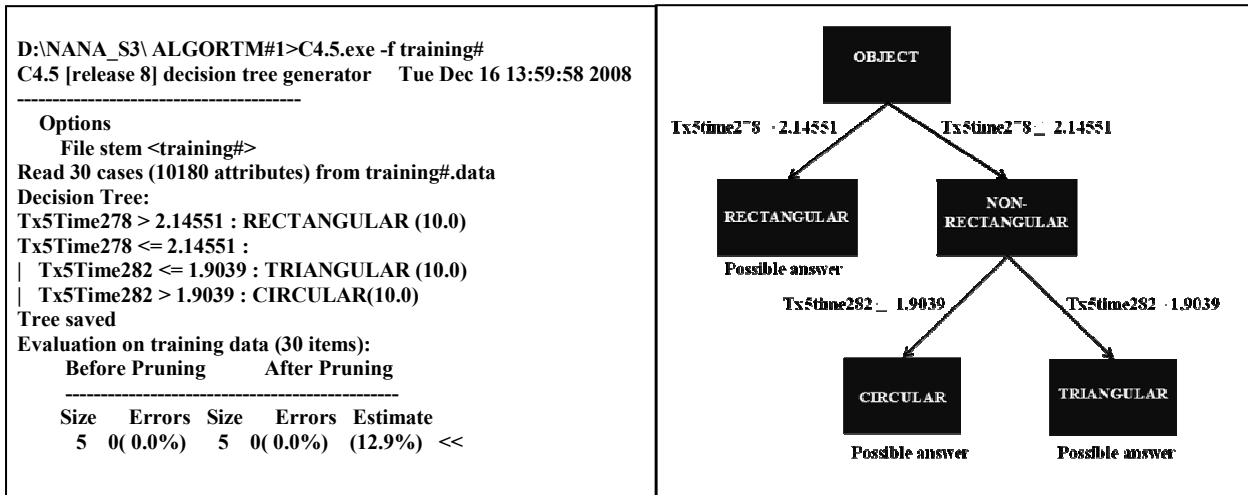 D:\NANA_S3\ ALGORTM#1>C4.5.exe -f training#
C4.5 [release 8] decision tree generator Tue Dec 16 13:59:58 2008
-----------------------------------------
Options
File stem <training#>
Read 30 cases (10180 attributes) from training#.data
Decision Tree:
Tx5Time278 > 2.14551 : RECTANGULAR (10.0)
Tx5Time278 <= 2.14551 :
| Tx5Time282 <= 1.9039 : TRIANGULAR (10.0)
| Tx5Time282 > 1.9039 : CIRCULAR(10.0)
Tree saved
Evaluation on training data (30 items):
Before Pruning After Pruning
------------------------------------------------
Size Errors Size Errors Estimate
5 0( 0.0%) 5 0( 0.0%) (12.9%) <<
OBJECT
2.14551 2.14551
RECTANGULAR
NON-
RECTANGULAR
Possible answer
Tx5time282 1.9039 Tx5time282 1.9039
CIRCULAR
TRIANGULAR
Possible answer Possible answer